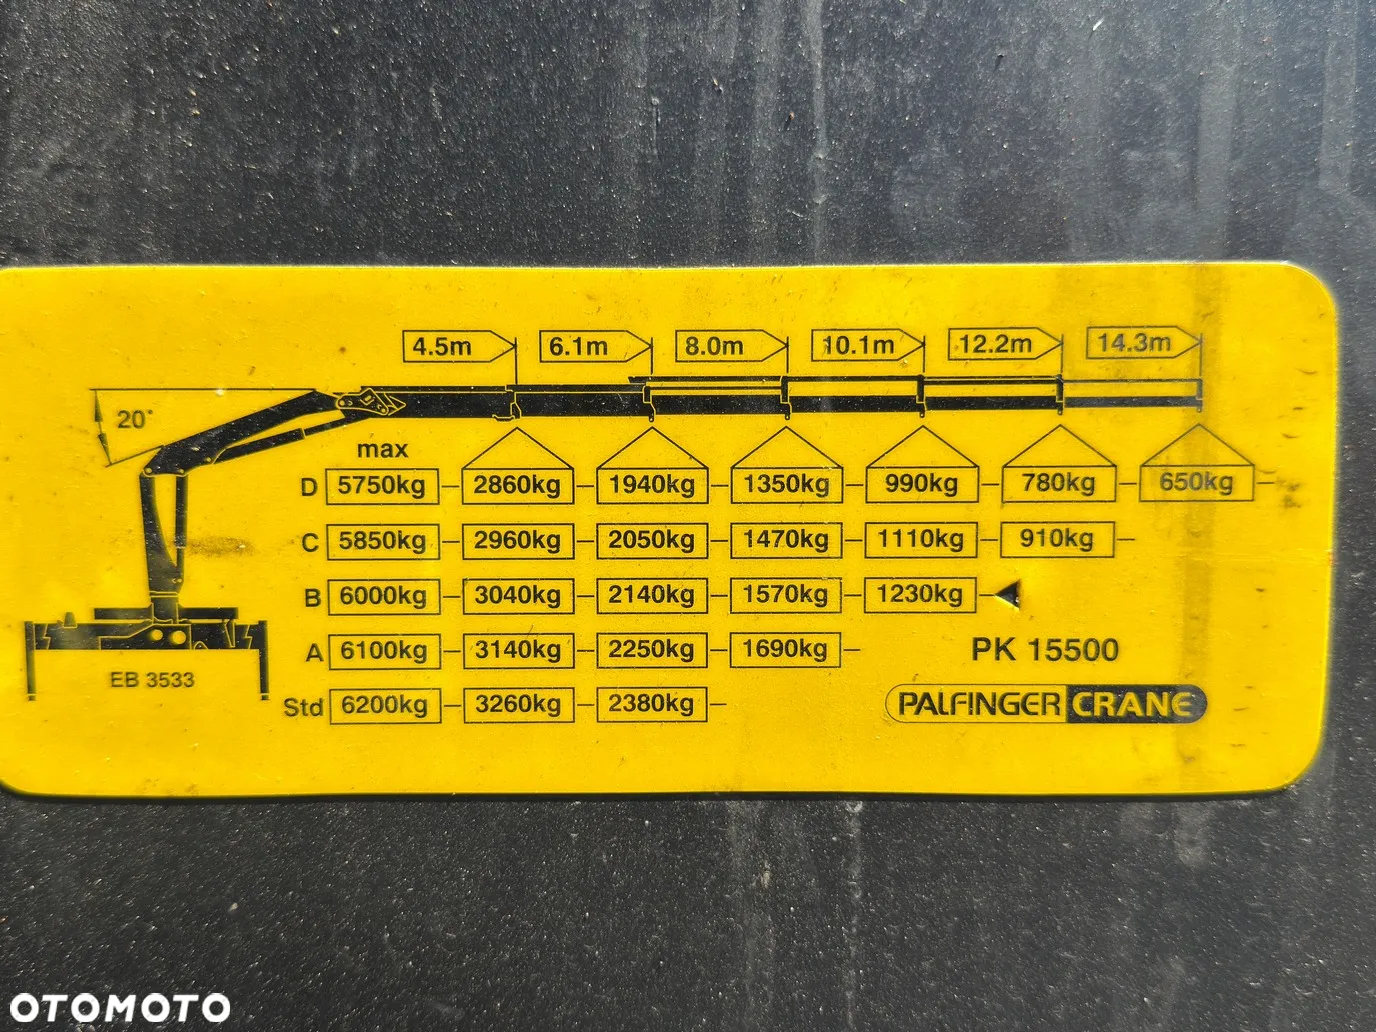 4.5m 6.1m 8.0m 10.1m 12.2m 14.3m
20°
max
D 5750kg 2860kg 1940kg 1350kg 990kg 780kg 650kg
C 5850kg 2960kg 2050kg 1470kg 1110kg 910kg
B 6000kg 3040kg 2140kg 1570kg 1230kg
A 6100kg 3140kg 2250kg 1690kg PK 15500
EB 3533
Std 6200kg 3260kg 2380kg PALFINGER CRANE
OTOMOTO